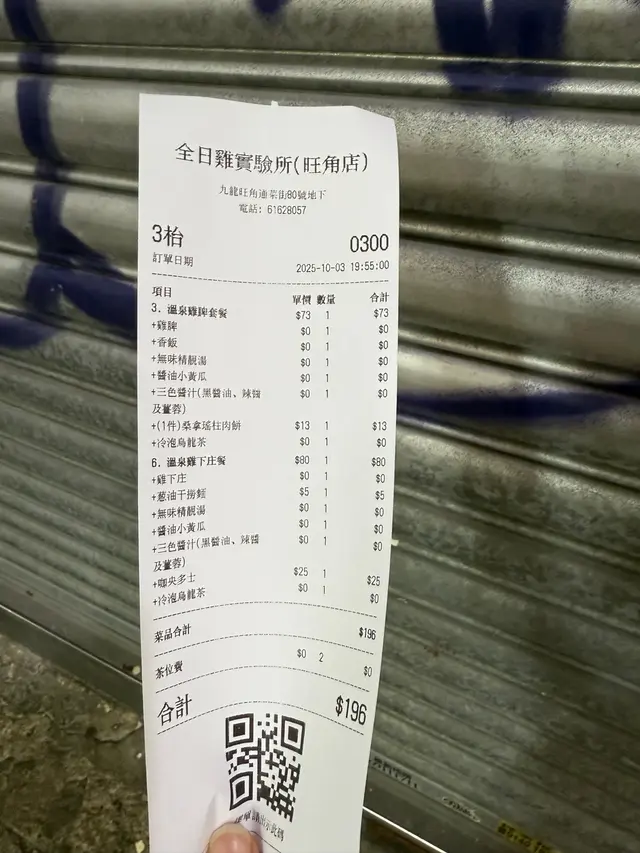 全日雞實驗所(旺角店)
九龍旺角通菜街80號地下
電話: 61628057
3枱 0300
訂單日期 2025-10-03 19:55:00
項目 單價 數量 合計
3. 溫泉雞髀套餐 $73 1 $73
+雞髀 $0 1 $0
+香飯 $0 1 $0
+無味精靚湯 $0 1 $0
+醬油小黃瓜 $0 1 $0
+三色醬汁(黑醬油、辣醬 $0 1 $0
及薑蓉)
+(1件)桑拿瑤柱肉餅 $13 1 $13
+冷泡烏龍茶 $0 1 $0
6. 溫泉雞下庄餐 $80 1 $80
+雞下庄 $0 1 $0
+蔥油干撈麵 $5 1 $5
+無味精靚湯 $0 1 $0
+醬油小黃瓜 $0 1 $0
+三色醬汁(黑醬油、辣醬 $0 1 $0
及薑蓉)
+咖央多士 $25 1 $25
+冷泡烏龍茶 $0 1 $0
菜品合計 $196
茶位費 $0 2 $0
合計 $196
單請出示此碼